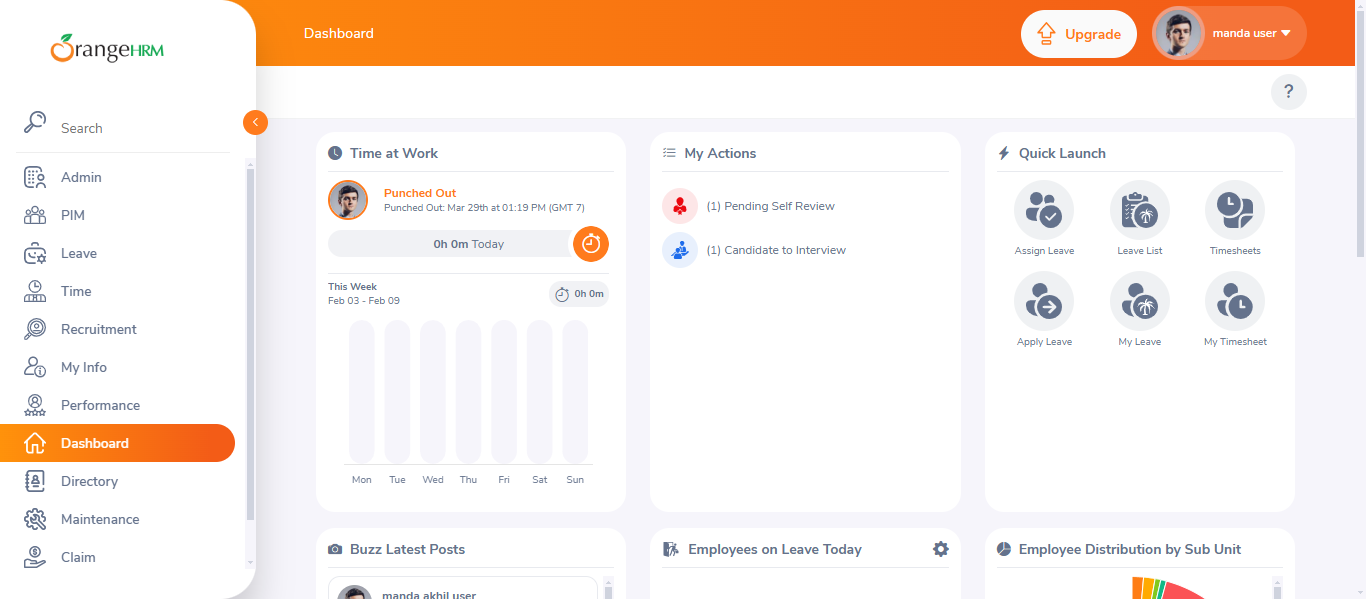 OrangeHRM
Dashboard
Upgrade
manda user
?
Search
Admin
PIM
Leave
Time
Recruitment
My Info
Performance
Dashboard
Directory
Maintenance
Claim
Time at Work
Punched Out
Punched Out: Mar 29th at 01:19 PM (GMT 7)
0h 0m Today
This Week
Feb 03 - Feb 09
0h 0m
Mon Tue Wed Thu Fri Sat Sun
My Actions
(1) Pending Self Review
(1) Candidate to Interview
Quick Launch
Assign Leave Leave List Timesheets
Apply Leave My Leave My Timesheet
Buzz Latest Posts
manda akhil user
Employees on Leave Today
Employee Distribution by Sub Unit